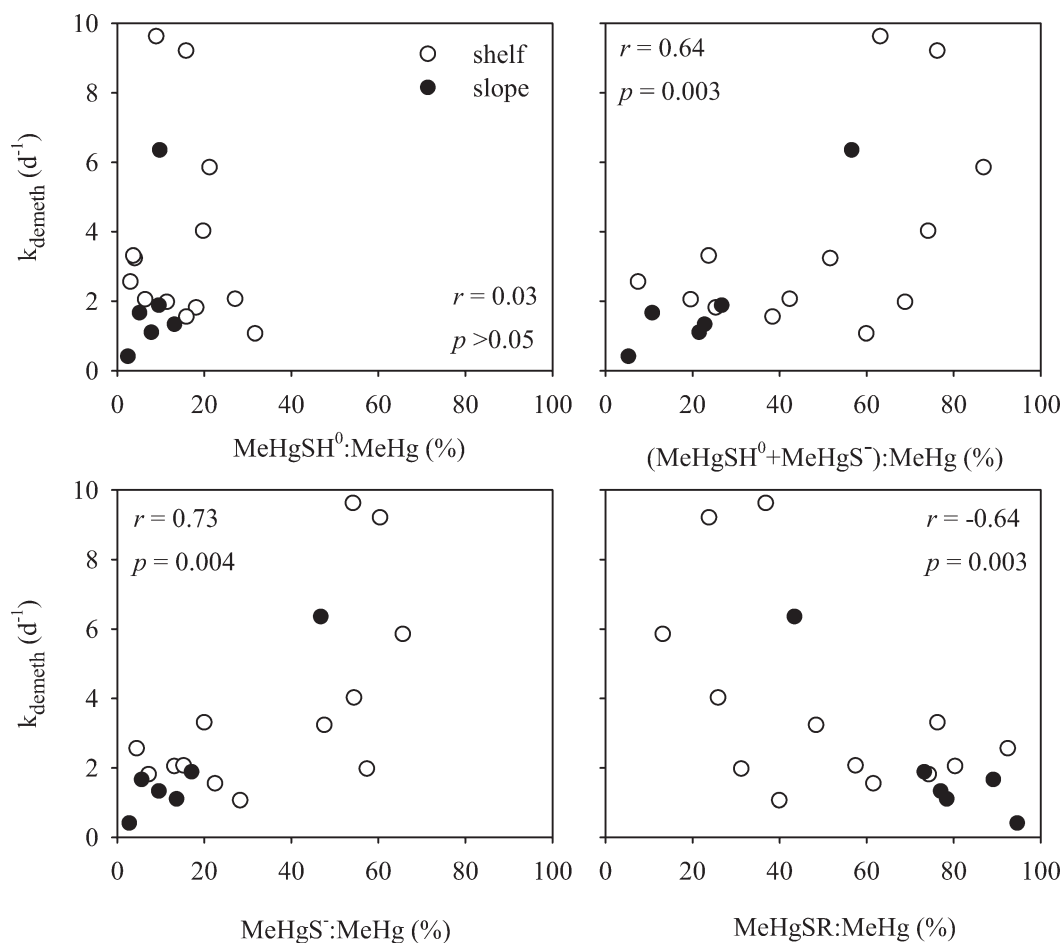 10
8
6
4
2
0
k_demeth (d⁻¹)
shelf
slope
r = 0.03
p >0.05
0 20 40 60 80 100
MeHgSH⁰:MeHg (%)
r = 0.64
p = 0.003
0 20 40 60 80 100
(MeHgSH⁰+MeHgS⁻):MeHg (%)
10
8
6
4
2
0
k_demeth (d⁻¹)
r = 0.73
p = 0.004
0 20 40 60 80 100
MeHgS⁻:MeHg (%)
r = -0.64
p = 0.003
0 20 40 60 80 100
MeHgSR:MeHg (%)